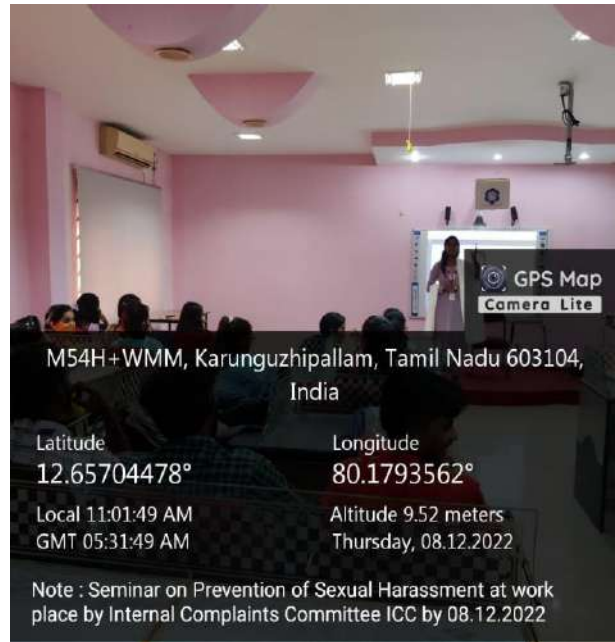 GPS Map
Camera Lite
M54H+WMM, Karunguzhipallam, Tamil Nadu 603104,
India
Latitude
12.65704478°
Longitude
80.1793562°
Local 11:01:49 AM
GMT 05:31:49 AM
Altitude 9.52 meters
Thursday, 08.12.2022
Note : Seminar on Prevention of Sexual Harassment at work
place by Internal Complaints Committee ICC by 08.12.2022